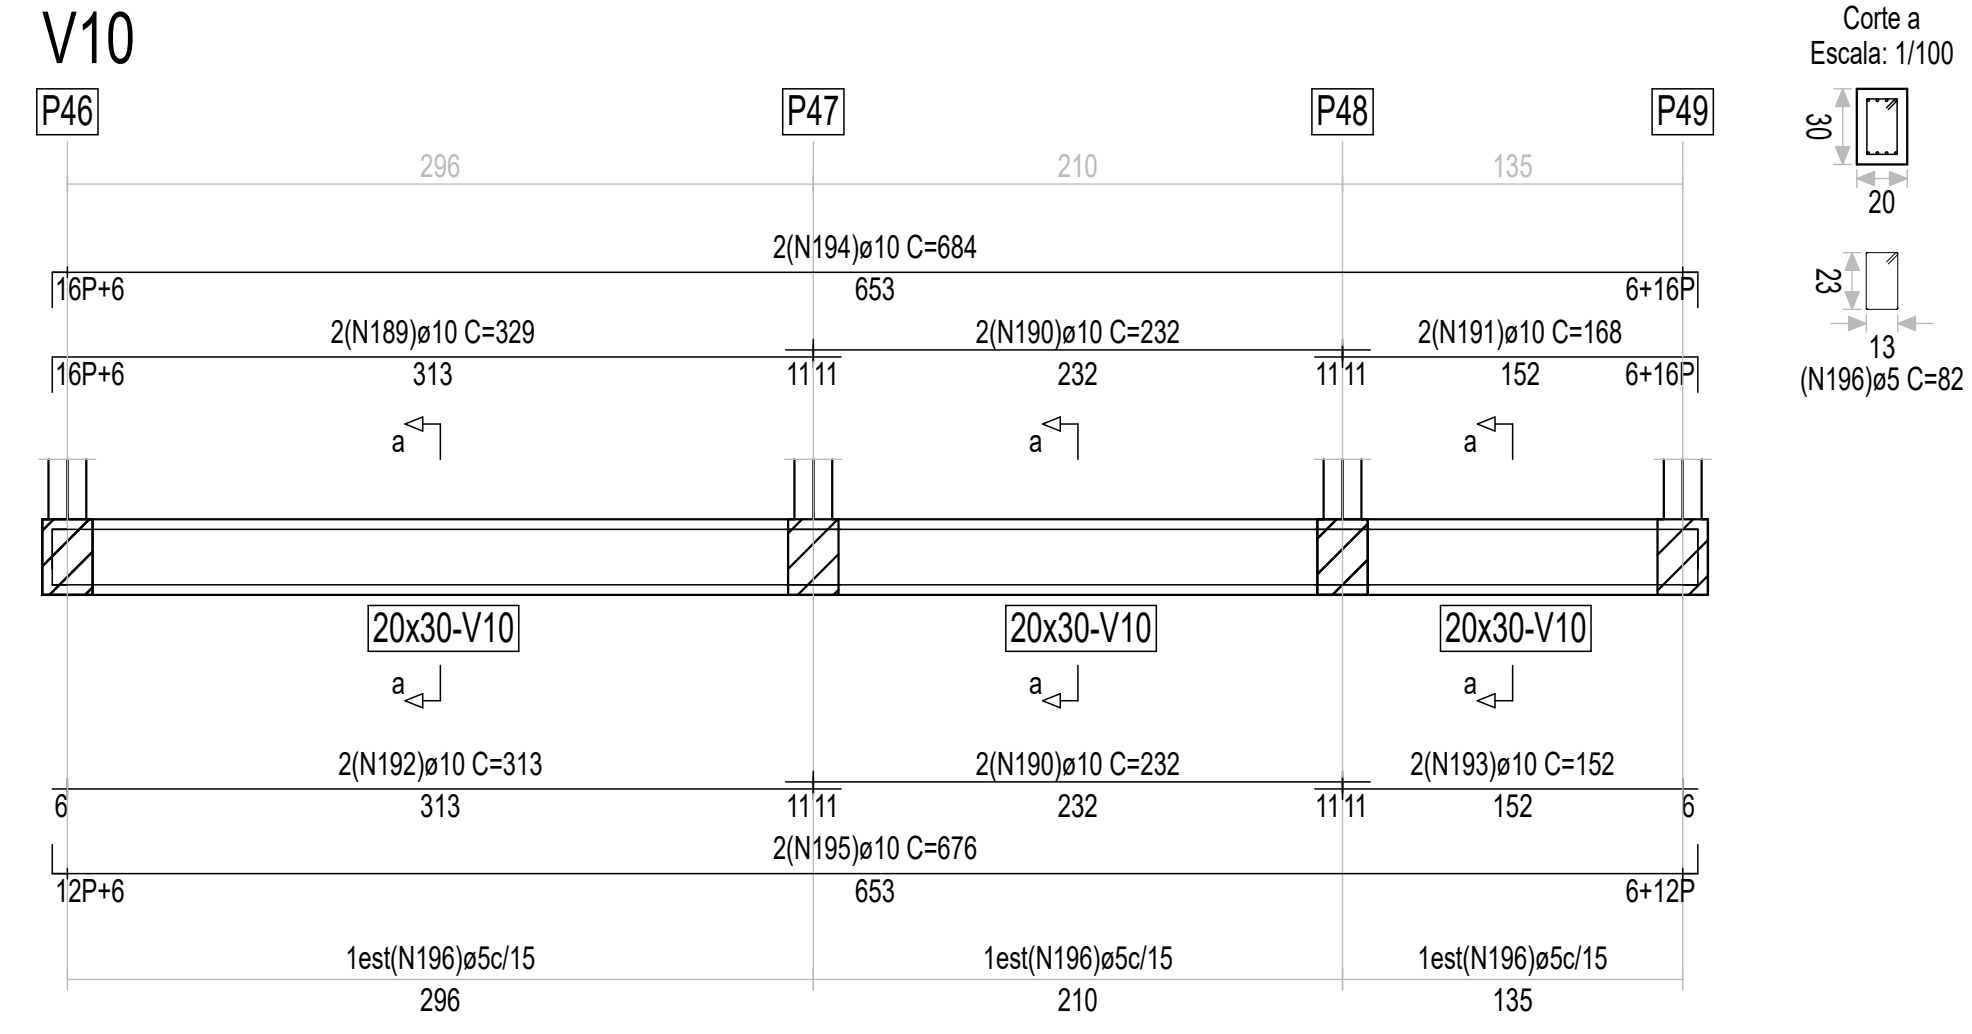 V10
Corte a
Escala: 1/100
P46 P47 P48 P49
30
20
296 210 135
2(N194)ø10 C=684
16P+6 653 6+16P
23
13
(N196)ø5 C=82
2(N189)ø10 C=329 2(N190)ø10 C=232 2(N191)ø10 C=168
16P+6 313 11 11 232 11 11 152 6+16P
a a a
20x30-V10 20x30-V10 20x30-V10
a a a
2(N192)ø10 C=313 2(N190)ø10 C=232 2(N193)ø10 C=152
6 313 11 11 232 11 11 152 6
2(N195)ø10 C=676
12P+6 653 6+12P
1est(N196)ø5c/15 1est(N196)ø5c/15 1est(N196)ø5c/15
296 210 135